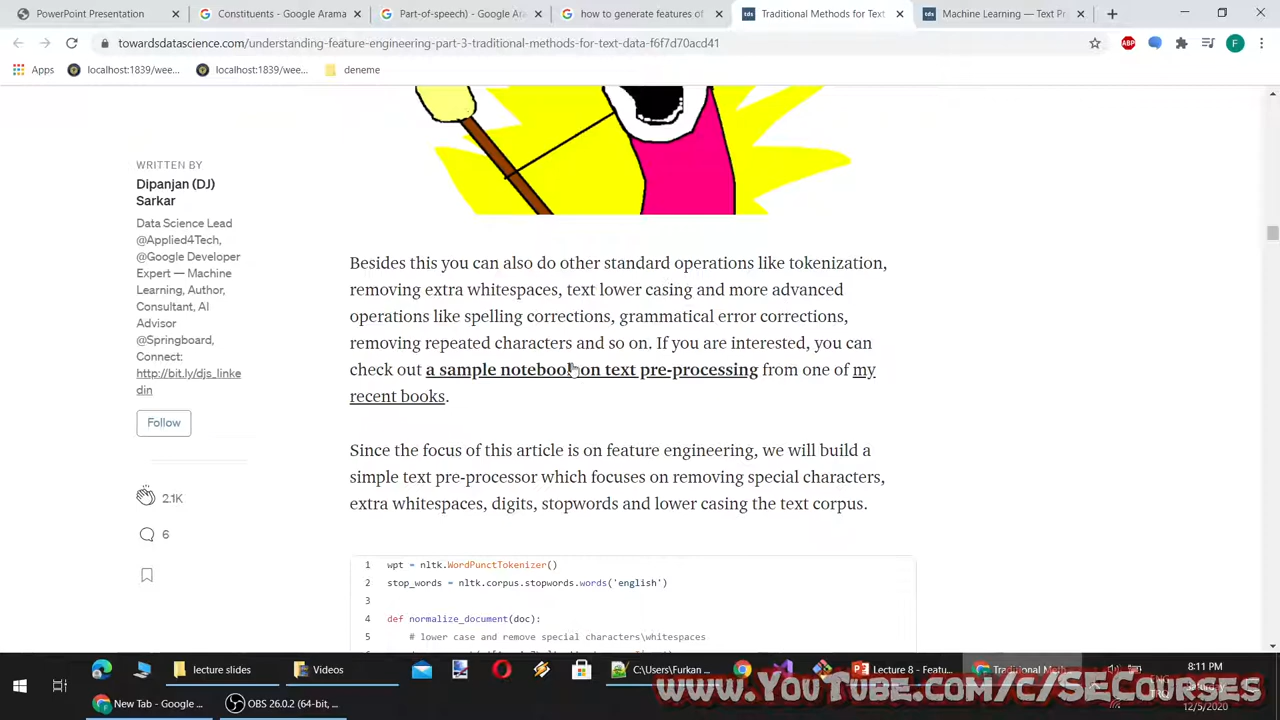 PowerPoint Presentation
Constituents - Google Arama
Part-of-speech) - Google Ar
how to generate features of
Traditional Methods for Text
Machine Learning — Text Pr
towardsdatascience.com/understanding-feature-engineering-part-3-traditional-methods-for-text-data-f6f7d70acd41
ABP
F
Apps
localhost:1839/wee...
localhost:1839/wee...
deneme
WRITTEN BY
Dipanjan (DJ)
Sarkar
Data Science Lead
@Applied4Tech,
@Google Developer
Expert — Machine
Learning, Author,
Consultant, AI
Advisor
@Springboard,
Connect:
http://bit.ly/djs_linke
din
Follow
2.1K
6
Besides this you can also do other standard operations like tokenization,
removing extra whitespaces, text lower casing and more advanced
operations like spelling corrections, grammatical error corrections,
removing repeated characters and so on. If you are interested, you can
check out a sample notebook on text pre-processing from one of my
recent books.
Since the focus of this article is on feature engineering, we will build a
simple text pre-processor which focuses on removing special characters,
extra whitespaces, digits, stopwords and lower casing the text corpus.
1 wpt = nltk.WordPunctTokenizer()
2 stop_words = nltk.corpus.stopwords.words('english')
3
4 def normalize_document(doc):
5 # lower case and remove special characters\whitespaces
lecture slides
Videos
C:\Users\Furkan ...
Lecture 8 - Featu...
Traditional Meth...
8:11 PM
New Tab - Google ...
OBS 26.0.2 (64-bit, ...
ENG
TRQ
Saturday
12/5/2020
www.YouTube.com/c/SECourses